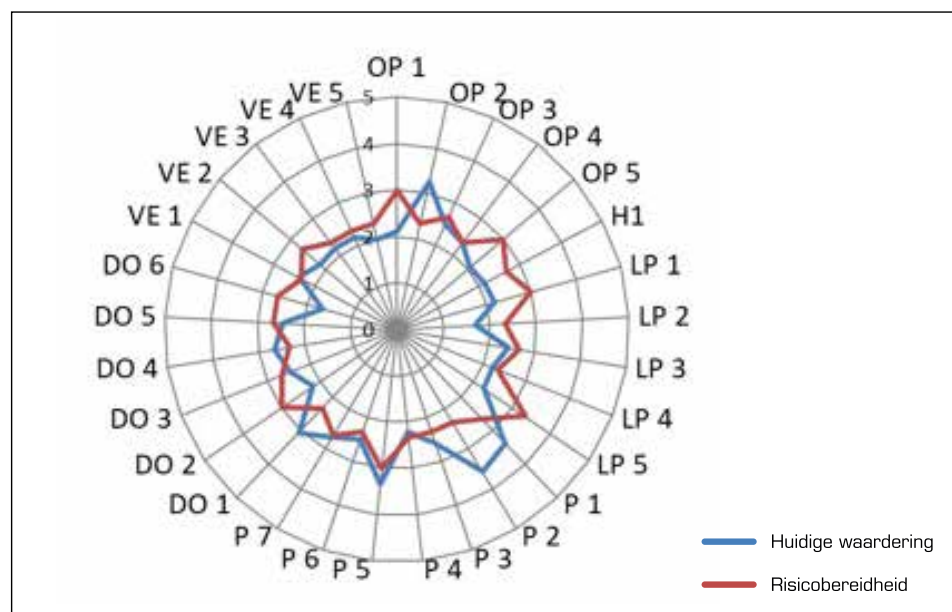 OP 1
OP 2
OP 3
OP 4
OP 5
H1
LP 1
LP 2
LP 3
LP 4
LP 5
P 1
P 2
P 3
P 4
P 5
P 6
P 7
DO 1
DO 2
DO 3
DO 4
DO 5
DO 6
VE 1
VE 2
VE 3
VE 4
VE 5
5
4
3
2
1
0
Huidige waardering
Risicobereidheid